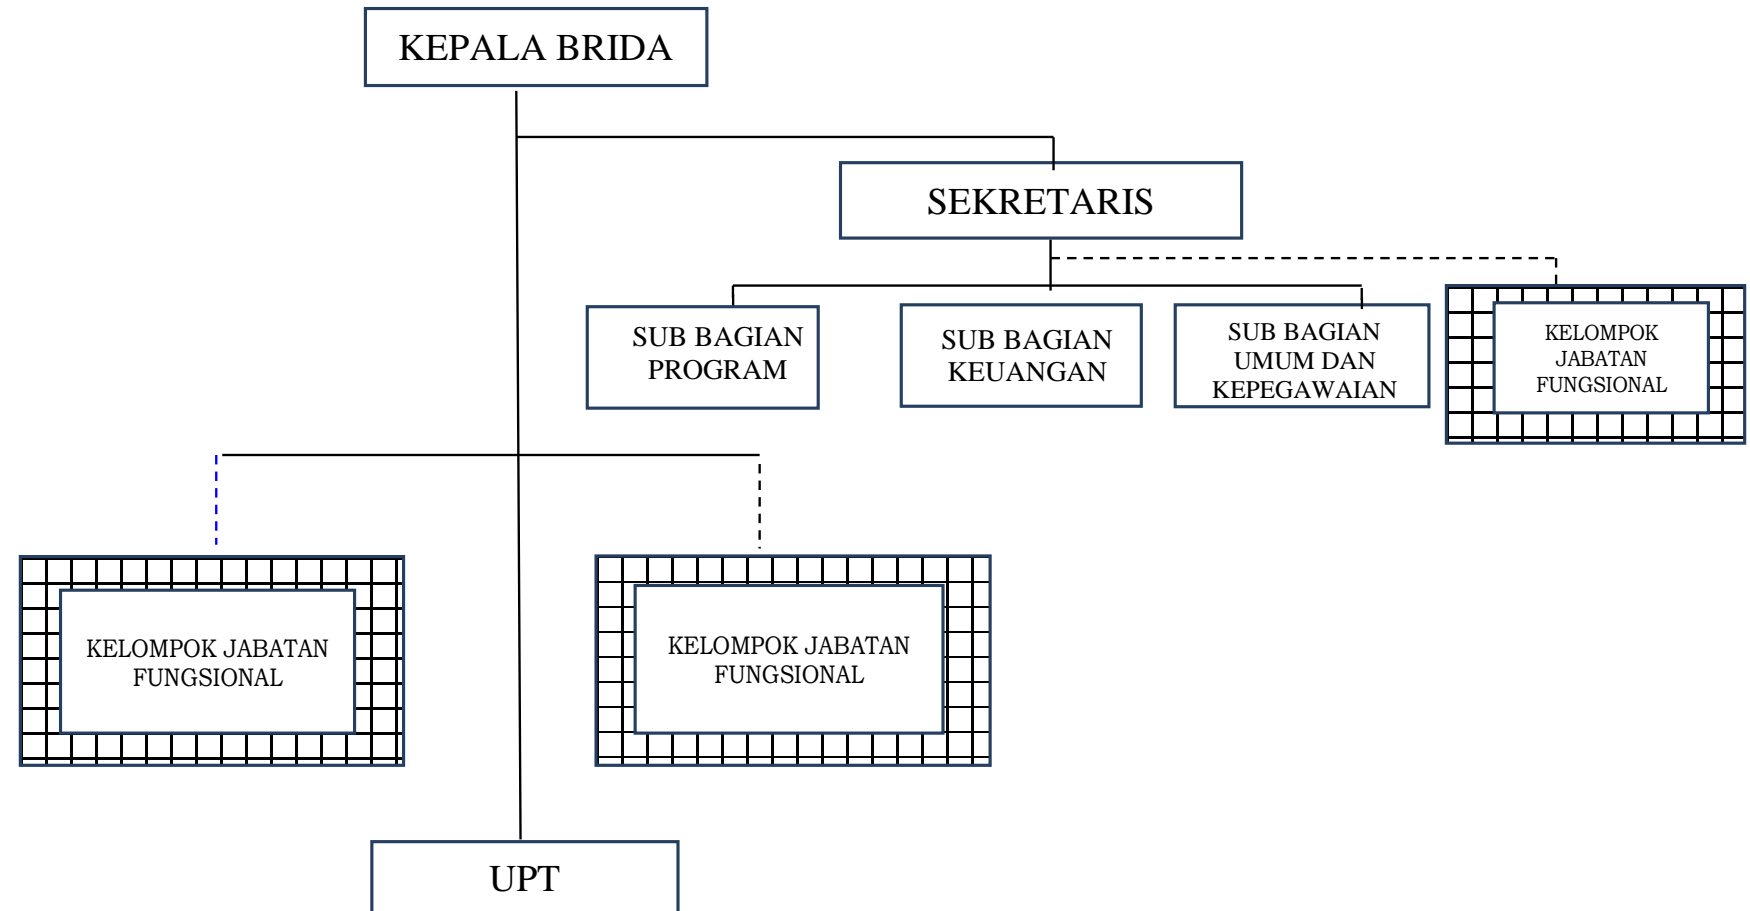 KEPALA BRIDA
SEKRETARIS
SUB BAGIAN
PROGRAM
SUB BAGIAN
KEUANGAN
SUB BAGIAN
UMUM DAN
KEPEGAWAIAN
KELOMPOK
JABATAN
FUNGSIONAL
KELOMPOK JABATAN
FUNGSIONAL
KELOMPOK JABATAN
FUNGSIONAL
UPT